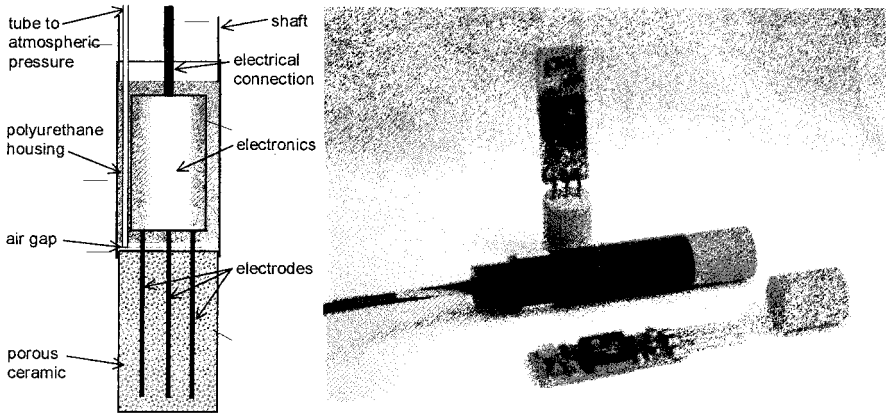 tube to
atmospheric
pressure
shaft
electrical
connection
polyurethane
housing
electronics
air gap
electrodes
porous
ceramic